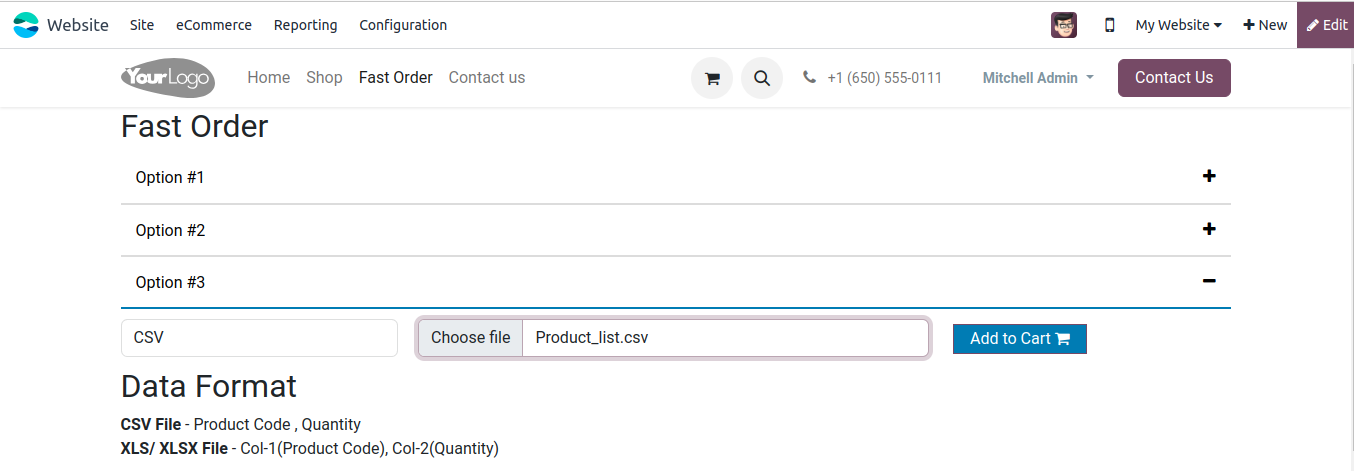 Website Site eCommerce Reporting Configuration My Website New Edit
YourLogo Home Shop Fast Order Contact us +1 (650) 555-0111 Mitchell Admin Contact Us
Fast Order
Option #1
Option #2
Option #3
CSV Choose file Product_list.csv Add to Cart
Data Format
CSV File - Product Code , Quantity
XLS/ XLSX File - Col-1(Product Code), Col-2(Quantity)